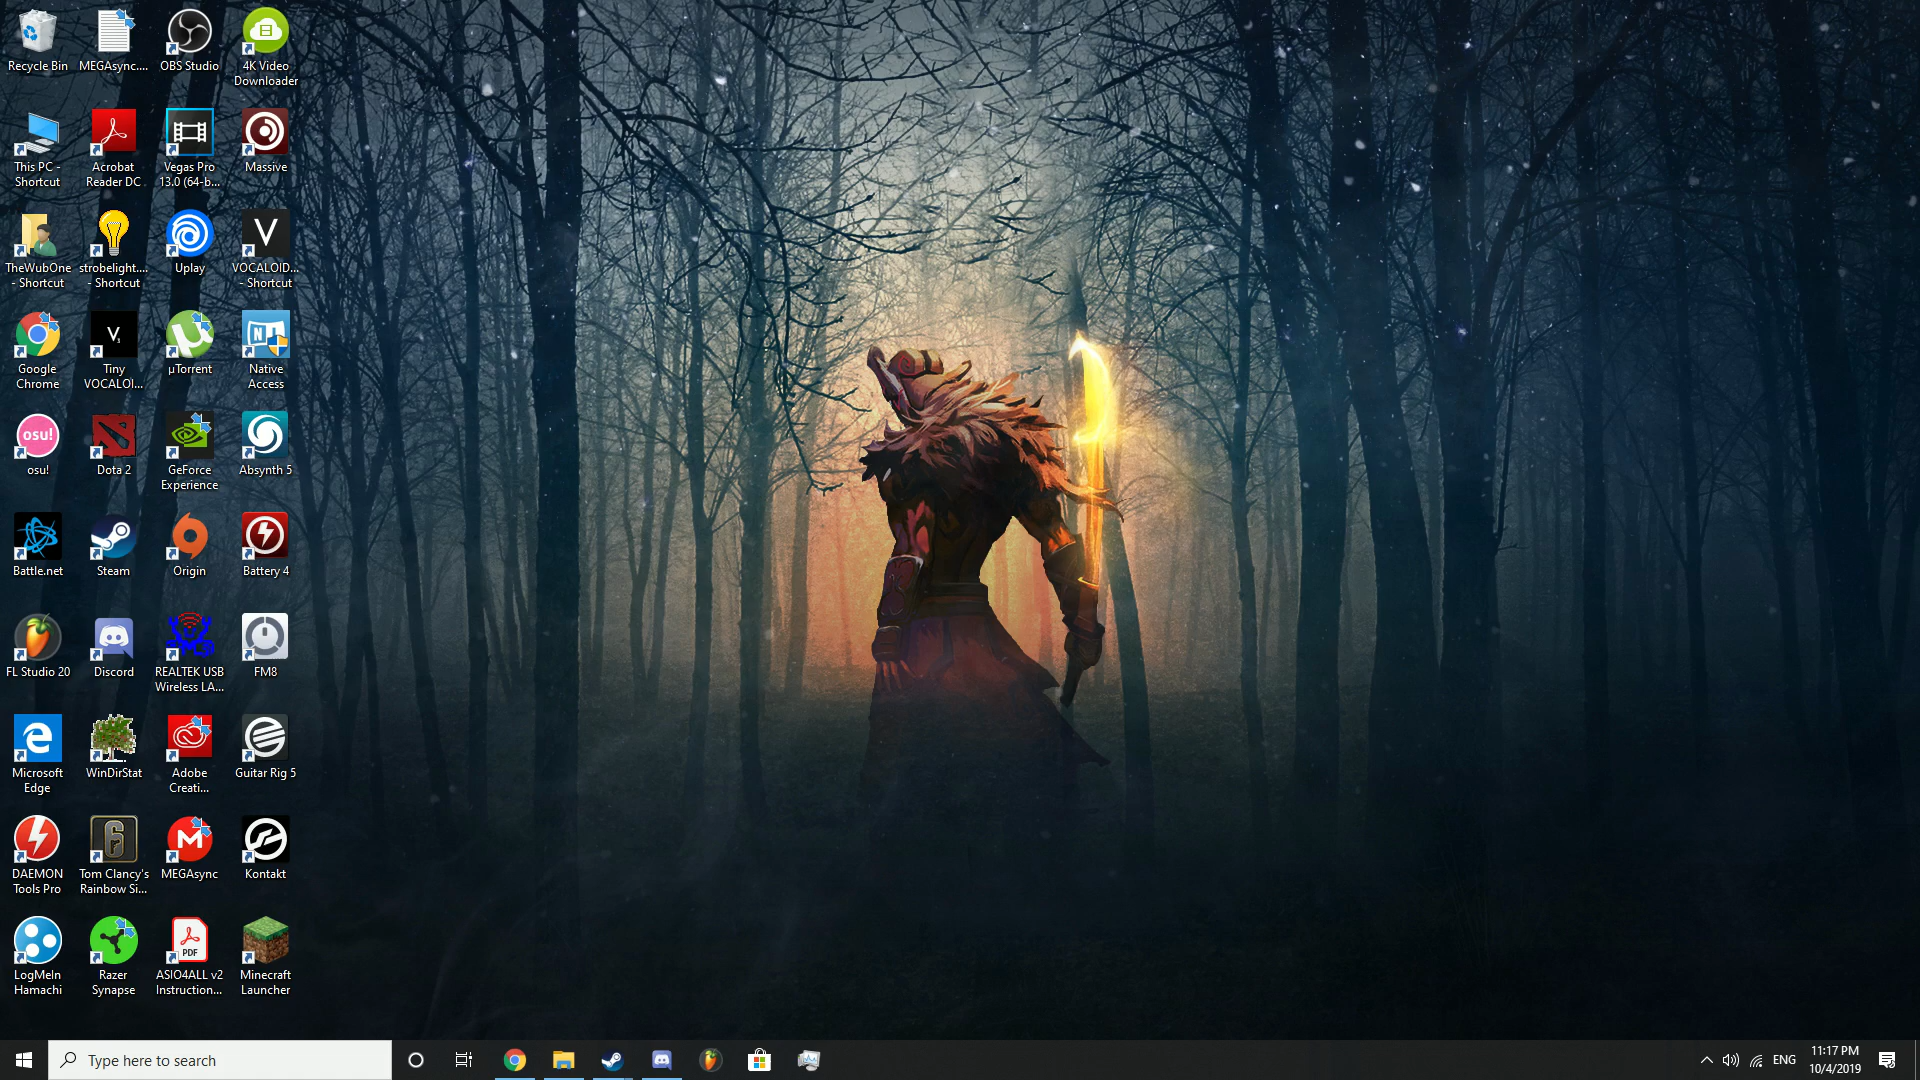 Recycle Bin
MEGAsync....
OBS Studio
4K Video
Downloader
This PC -
Shortcut
Acrobat
Reader DC
PDF
Vegas Pro
13.0 (64-b...
Massive
TheWubOne
- Shortcut
strobelight....
- Shortcut
Uplay
V
VOCALOID...
- Shortcut
Google
Chrome
V
Tiny
VOCALOI...
µTorrent
N
Native
Access
osu!
osu!
Dota 2
GeForce
Experience
Absynth 5
Battle.net
Steam
Origin
Battery 4
FL Studio 20
Discord
REALTEK USB
Wireless LA...
FM8
Microsoft
Edge
WinDirStat
Adobe
Creati...
Guitar Rig 5
DAEMON
Tools Pro
6
Tom Clancy's
Rainbow Si...
M
MEGAsync
Kontakt
LogMeIn
Hamachi
Razer
Synapse
ASIO4ALL v2
Instruction...
Minecraft
Launcher
Type here to search
ENG
11:17 PM
10/4/2019